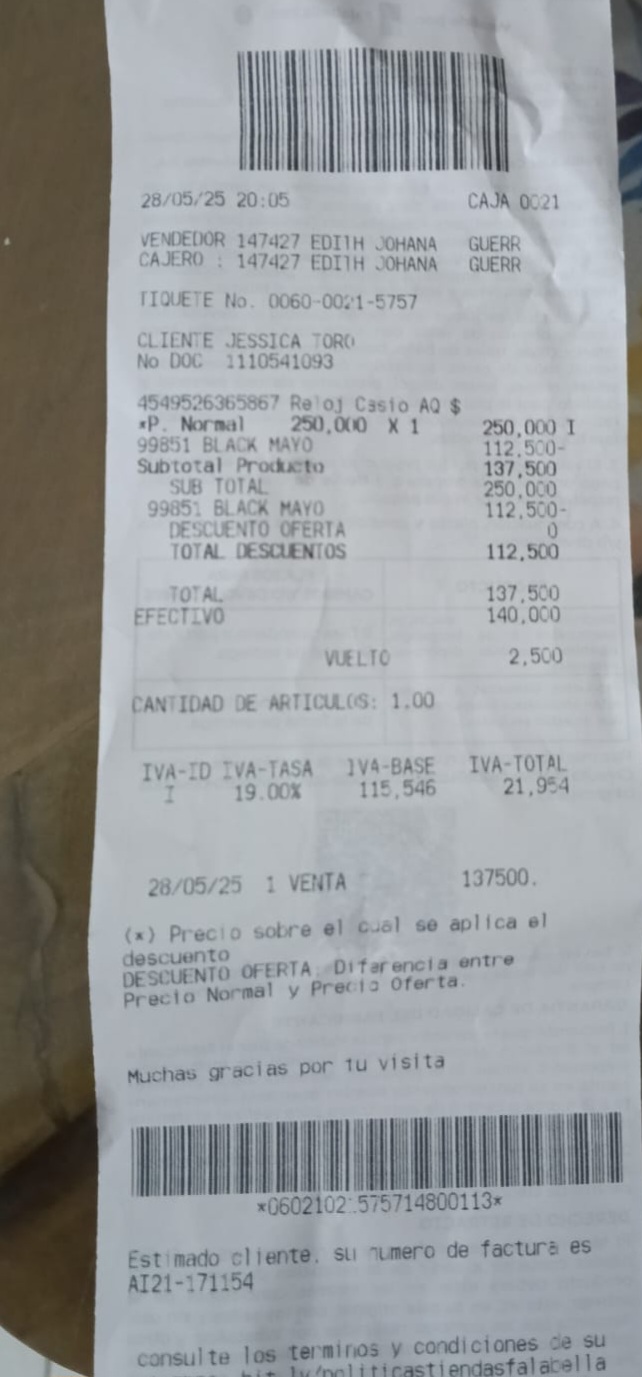 28/05/25 20:05 CAJA 0021
VENDEDOR 147427 EDITH JOHANA GUERR
CAJERO : 147427 EDITH JOHANA GUERR
TIQUETE No. 0060-0021-5757
CLIENTE JESSICA TORO
No DOC 1110541093
4549526365867 Reloj Casio AQ $
*P. Normal 250,000 X 1 250,000 I
99851 BLACK MAYO 112,500-
Subtotal Producto 137,500
SUB TOTAL 250,000
99851 BLACK MAYO 112,500-
DESCUENTO OFERTA 0
TOTAL DESCUENTOS 112,500
TOTAL 137,500
EFECTIVO 140,000
VUELTO 2,500
CANTIDAD DE ARTICULOS: 1.00
IVA-ID IVA-TASA IVA-BASE IVA-TOTAL
I 19.00% 115,546 21,954
28/05/25 1 VENTA 137500.
(*) Precio sobre el cual se aplica el
descuento
DESCUENTO OFERTA: Diferencia entre
Precio Normal y Precio Oferta.
Muchas gracias por tu visita
*06021021575714800113*
Estimado cliente, su numero de factura es
AI21-171154
consulte los terminos y condiciones de su
bit.ly/politicastiendasfalabella